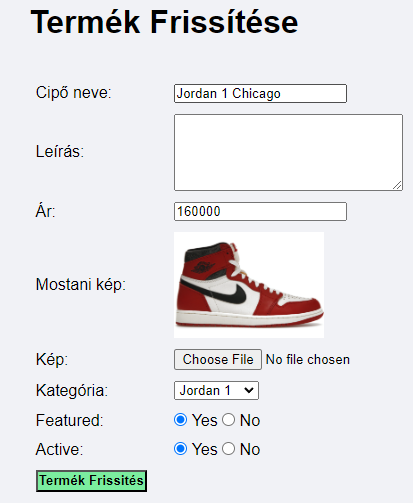 Termék Frissítése
Cipő neve: Jordan 1 Chicago
Leírás:
Ár: 160000
Mostani kép:
Kép: Choose File No file chosen
Kategória: Jordan 1
Featured: Yes No
Active: Yes No
Termék Frissítés